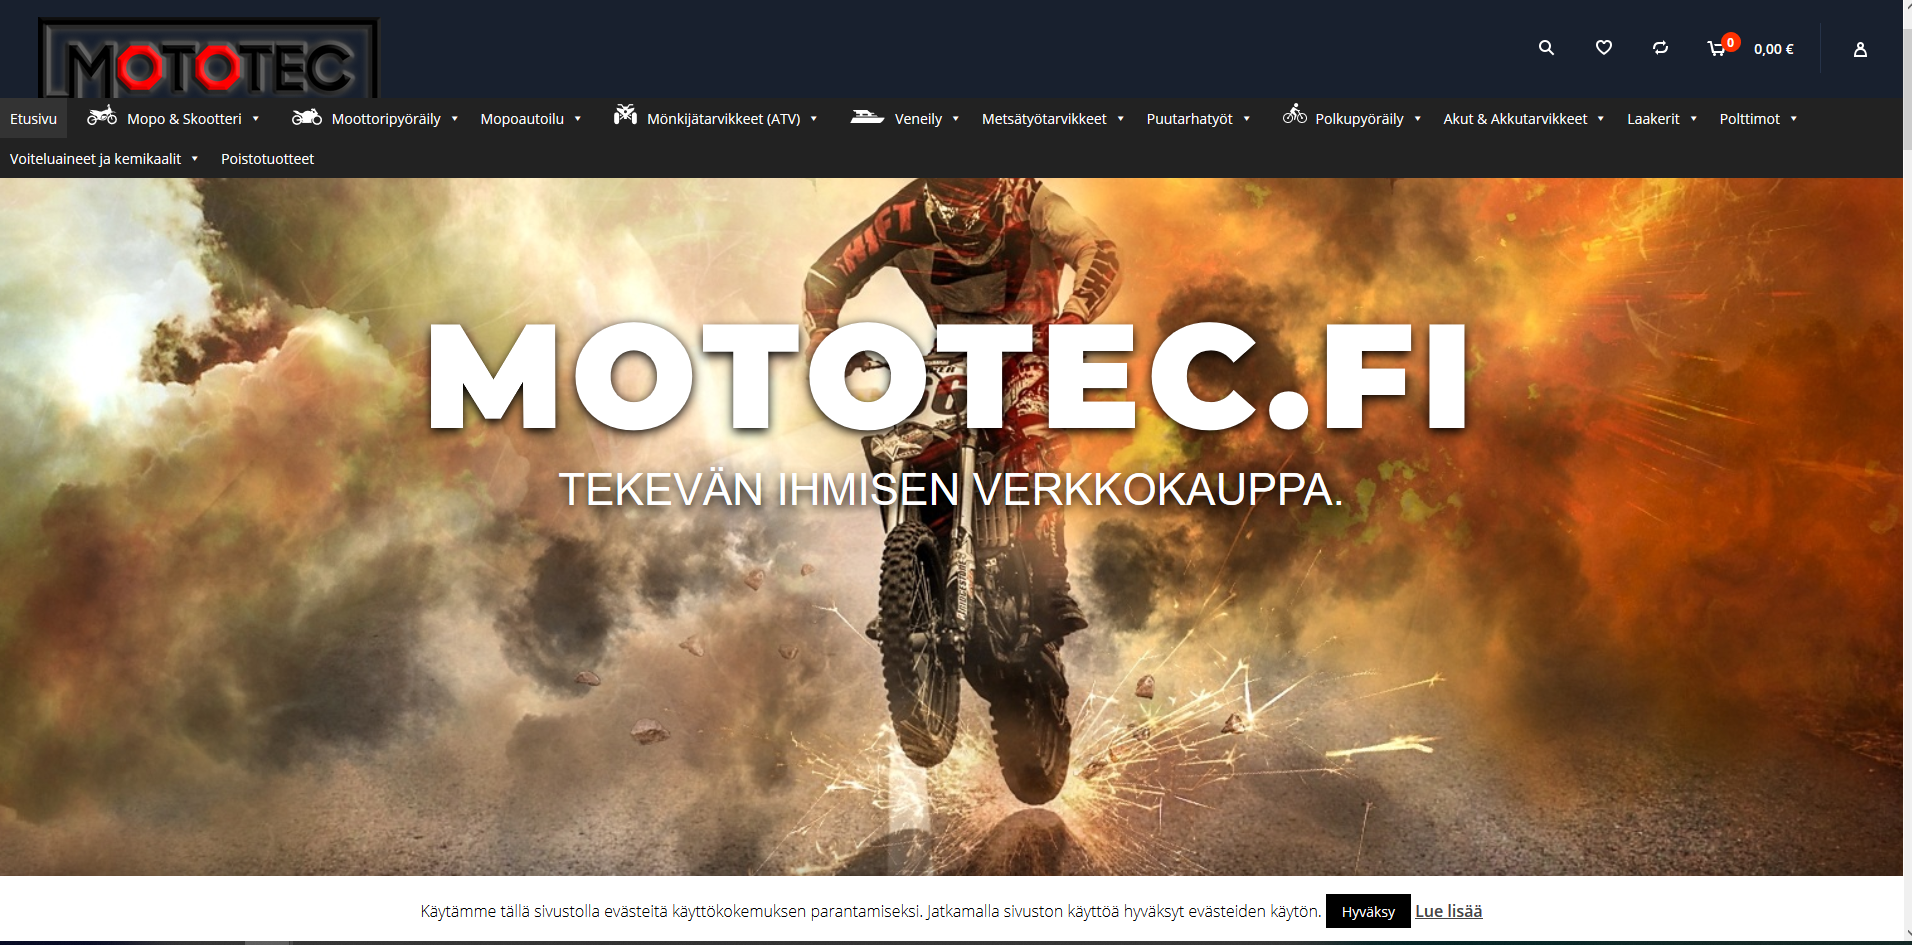 MOTOTEC
0
0,00 €
Etusivu Mopo & Skootteri Moottoripyöräily Mopoautoilu Mönkijätarvikkeet (ATV) Veneily Metsätyötarvikkeet Puutarhatyöt Polkupyöräily Akut & Akkutarvikkeet Laakerit Polttimot
Voiteluaineet ja kemikaalit Poistotuotteet
MOTOTEC.FI
TEKEVÄN IHMISEN VERKKOKAUPPA.
BRIDGESTONE
Käytämme tällä sivustolla evästeitä käyttökokemuksen parantamiseksi. Jatkamalla sivuston käyttöä hyväksyt evästeiden käytön. Hyväksy Lue lisää